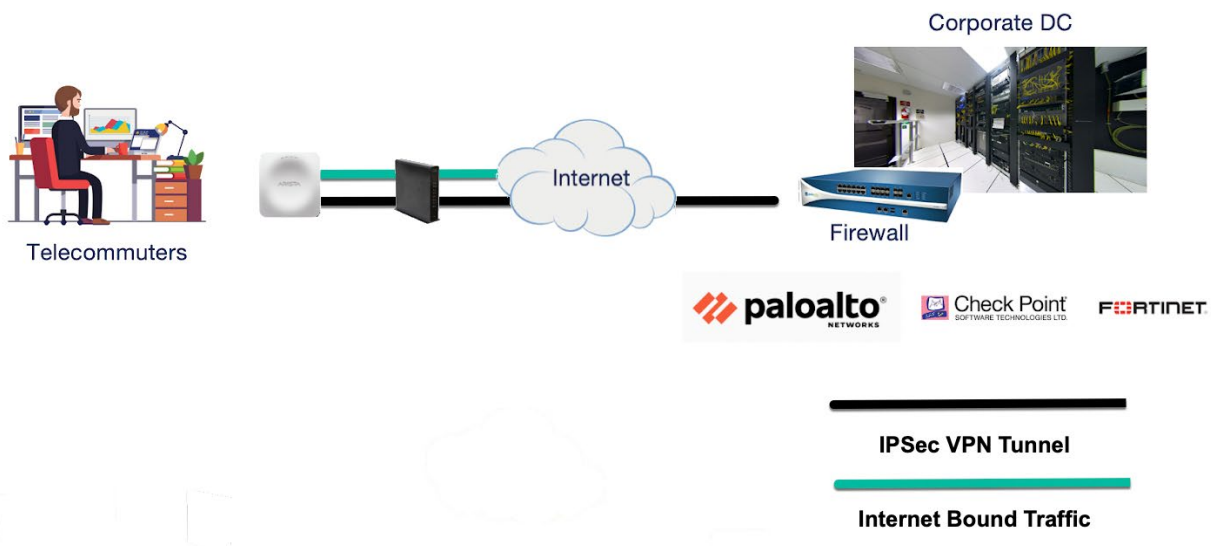 Corporate DC
ARISTA
Internet
Telecommuters
Firewall
paloalto®
NETWORKS
Check Point
SOFTWARE TECHNOLOGIES LTD.
FORTINET
IPSec VPN Tunnel
Internet Bound Traffic